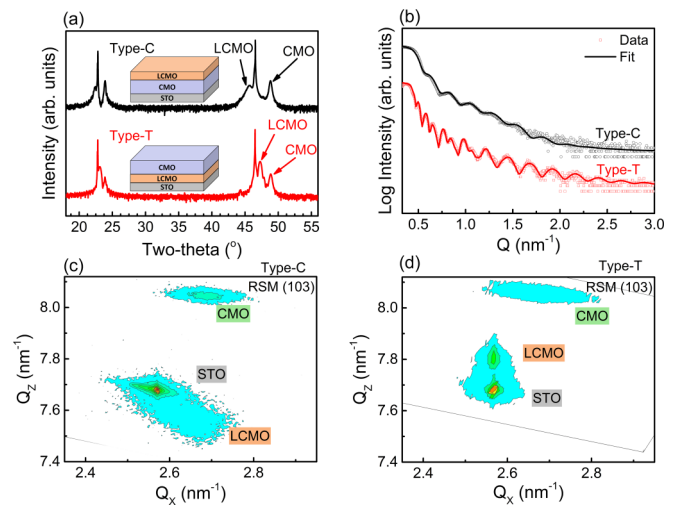 (a)
Type-C
LCMO
CMO
LCMO
CMO
STO
Type-T
LCMO
CMO
CMO
LCMO
STO
Intensity (arb. units)
20 25 30 35 40 45 50 55
Two-theta (°)
(b)
Data
Fit
Type-C
Type-T
Log Intensity (arb. units)
0.5 1.0 1.5 2.0 2.5 3.0
Q (nm⁻¹)
(c)
Type-C
RSM (103)
CMO
STO
LCMO
8.0
7.8
7.6
7.4
Q_Z (nm⁻¹)
2.4 2.6 2.8
Q_X (nm⁻¹)
(d)
Type-T
RSM (103)
CMO
LCMO
STO
8.0
7.8
7.6
7.4
Q_Z (nm⁻¹)
2.4 2.6 2.8
Q_X (nm⁻¹)